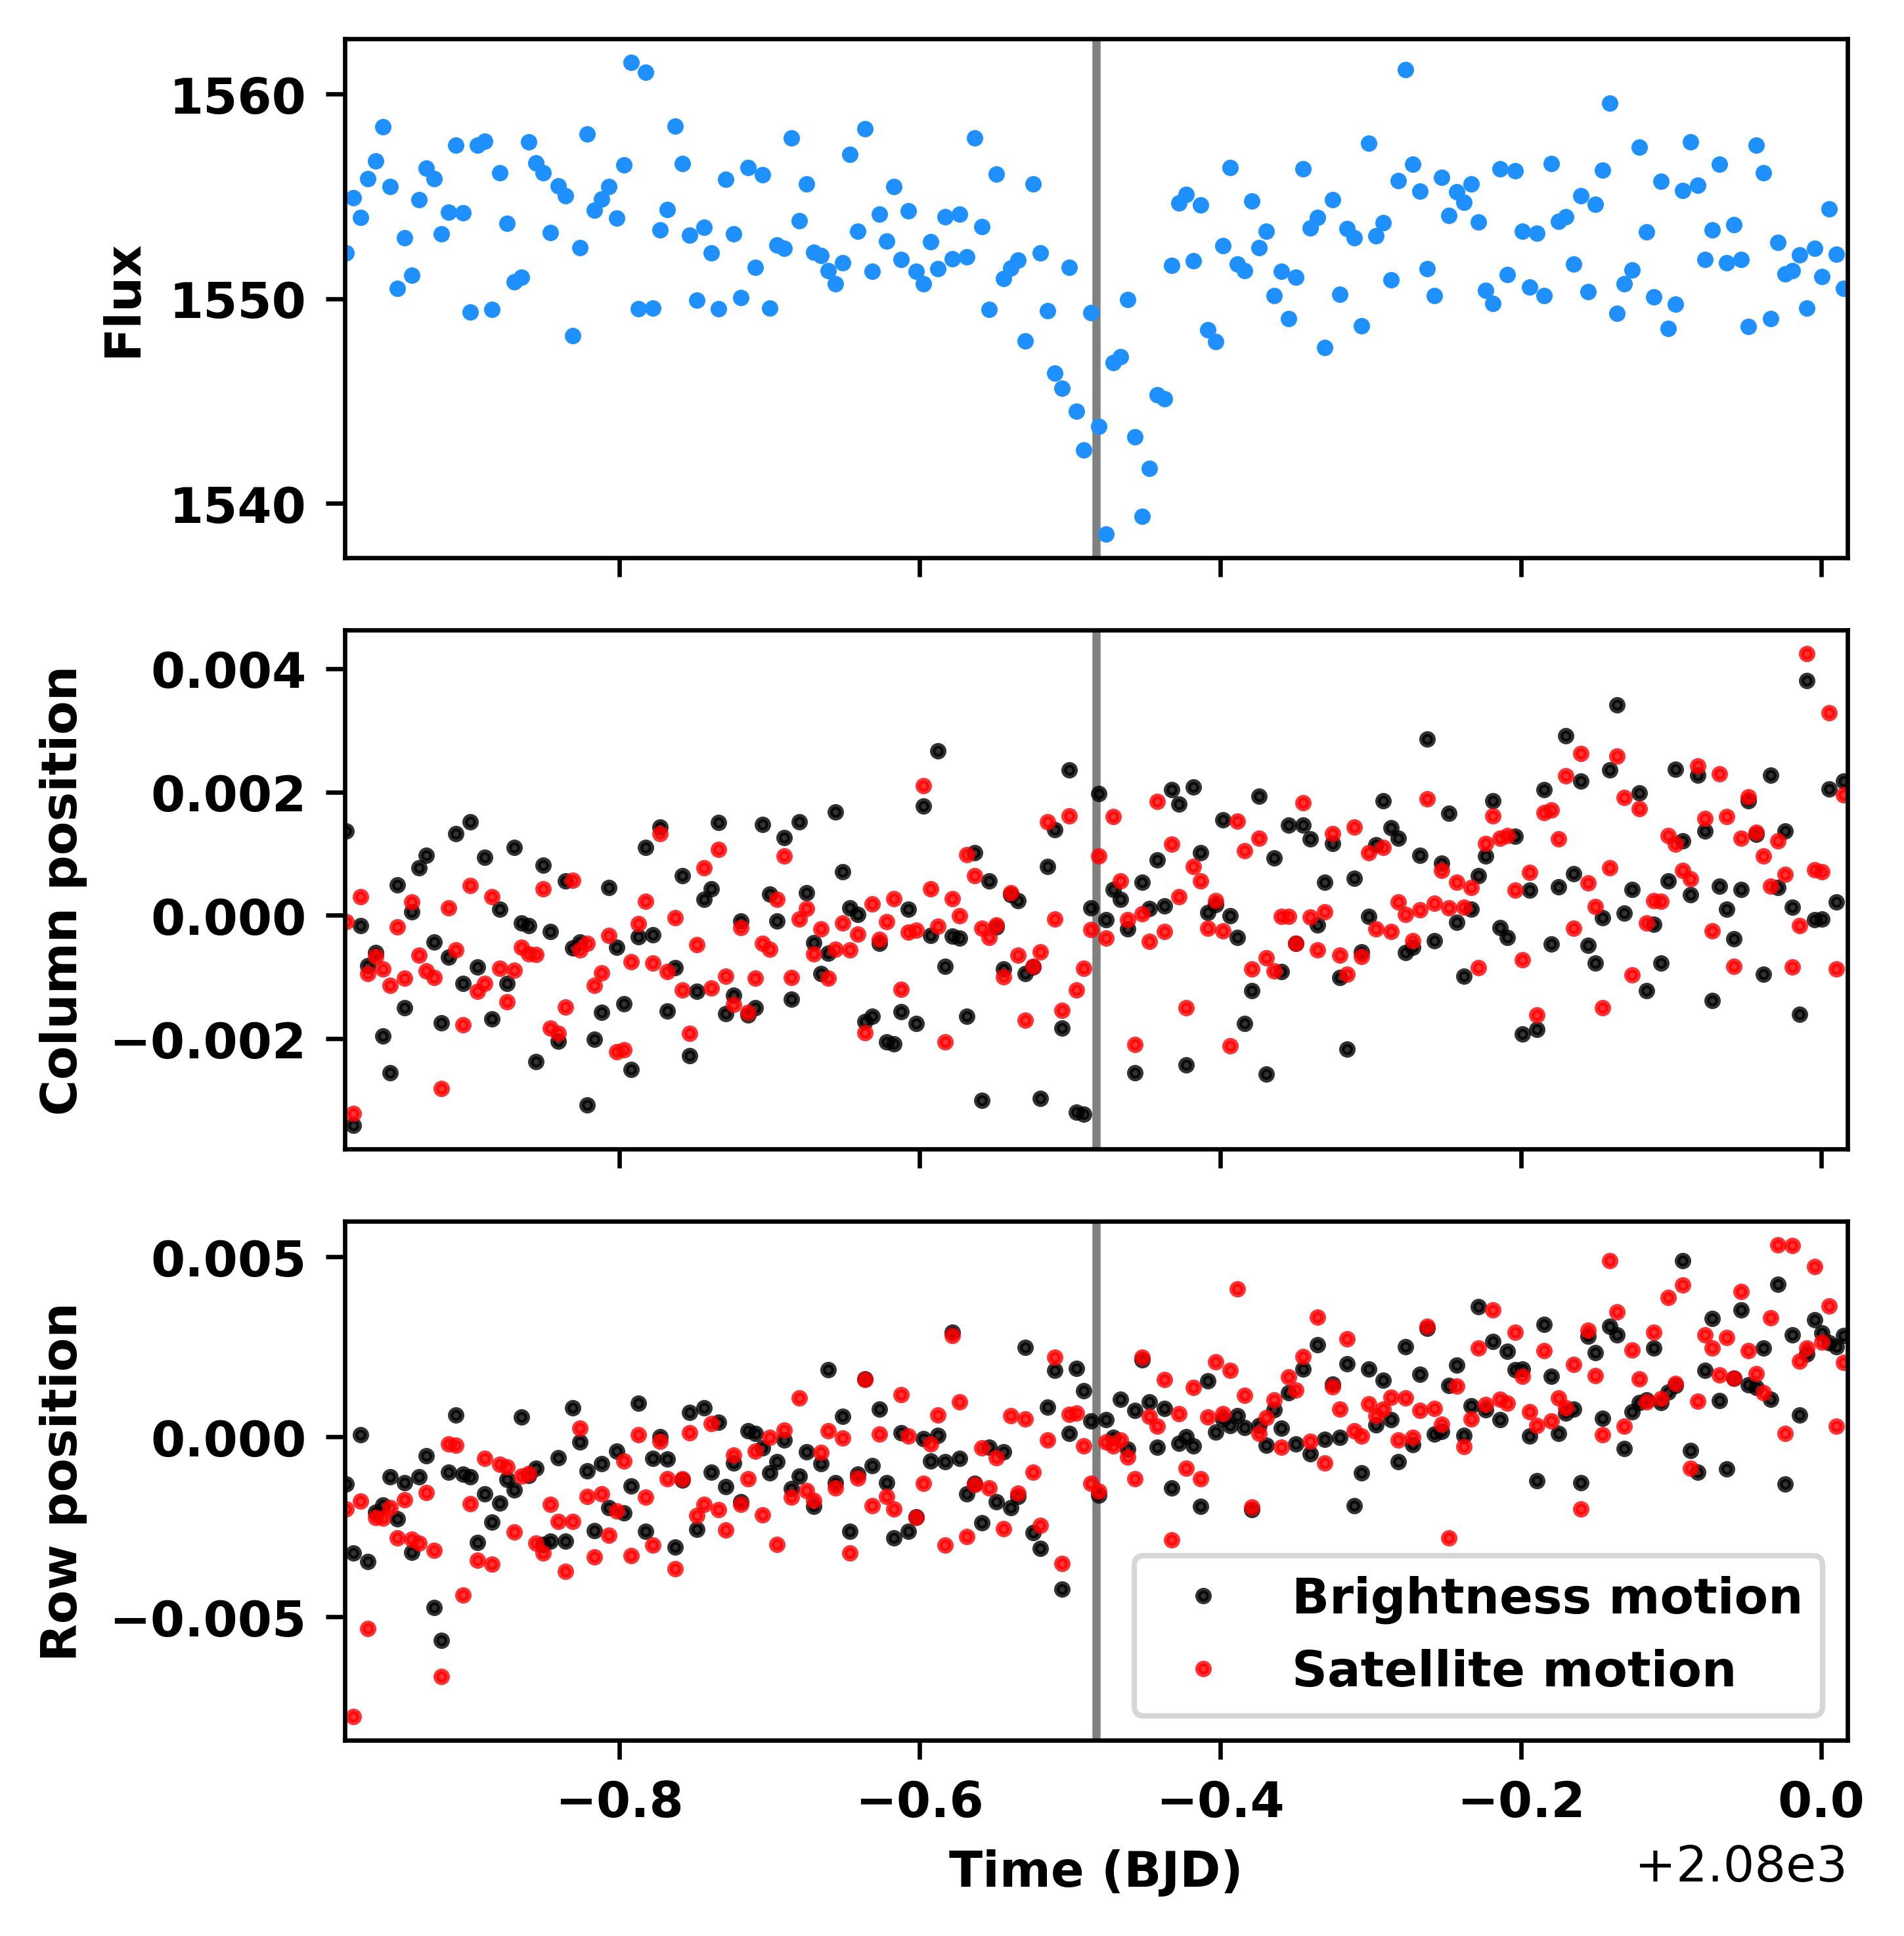 1560
1550
1540
Flux
0.004
0.002
0.000
−0.002
Column position
0.005
0.000
−0.005
Row position
Brightness motion
Satellite motion
−0.8 −0.6 −0.4 −0.2 0.0
Time (BJD)
+2.08e3